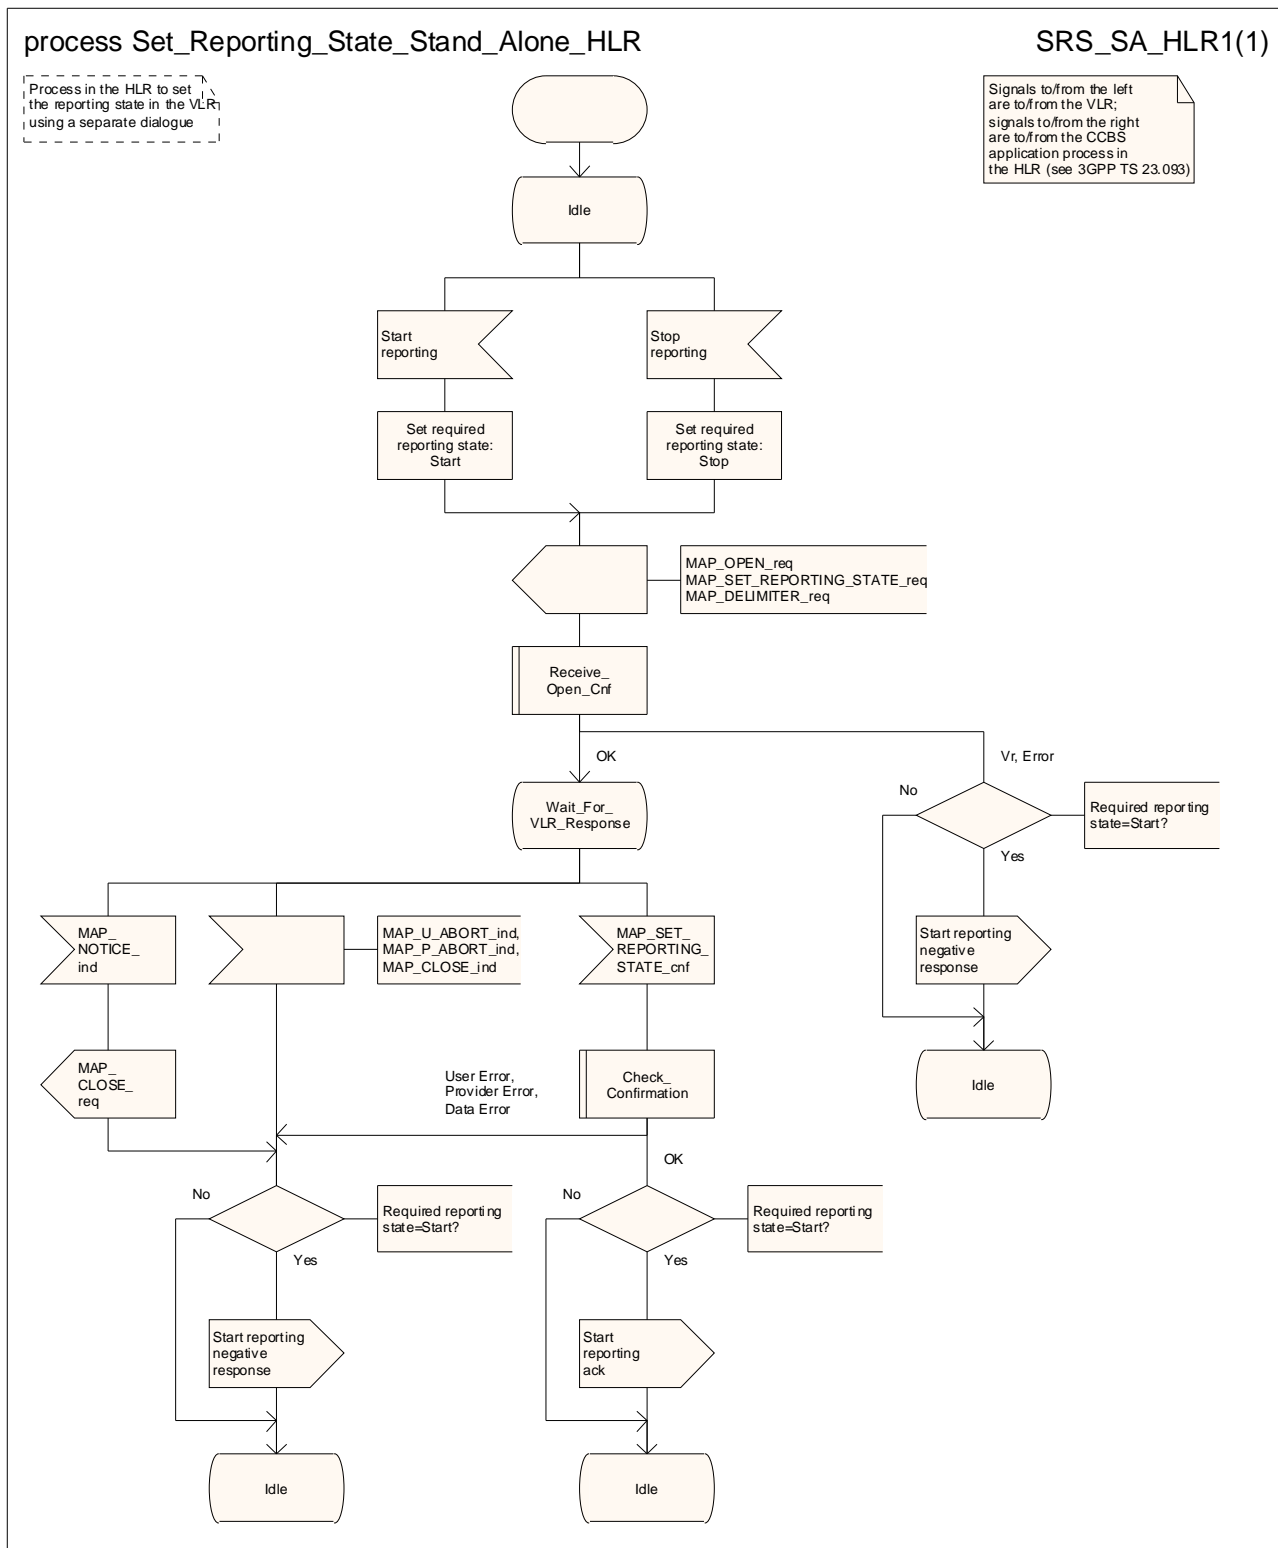 process Set_Reporting_State_Stand_Alone_HLR
SRS_SA_HLR1(1)
Process in the HLR to set
the reporting state in the VLR
using a separate dialogue
Signals to/from the left
are to/from the VLR;
signals to/from the right
are to/from the CCBS
application process in
the HLR (see 3GPP TS 23.093)
Idle
Start
reporting
Stop
reporting
Set required
reporting state:
Start
Set required
reporting state:
Stop
MAP_OPEN_req
MAP_SET_REPORTING_STATE_req
MAP_DELIMITER_req
Receive_
Open_Cnf
OK
Vr, Error
Wait_For_
VLR_Response
No
Required reporting
state=Start?
Yes
MAP_
NOTICE_
ind
MAP_U_ABORT_ind,
MAP_P_ABORT_ind,
MAP_CLOSE_ind
MAP_SET_
REPORTING_
STATE_cnf
Start reporting
negative
response
MAP_
CLOSE_
req
User Error,
Provider Error,
Data Error
Check_
Confirmation
Idle
OK
No
Required reporting
state=Start?
Yes
No
Required reporting
state=Start?
Yes
Start reporting
negative
response
Start
reporting
ack
Idle
Idle